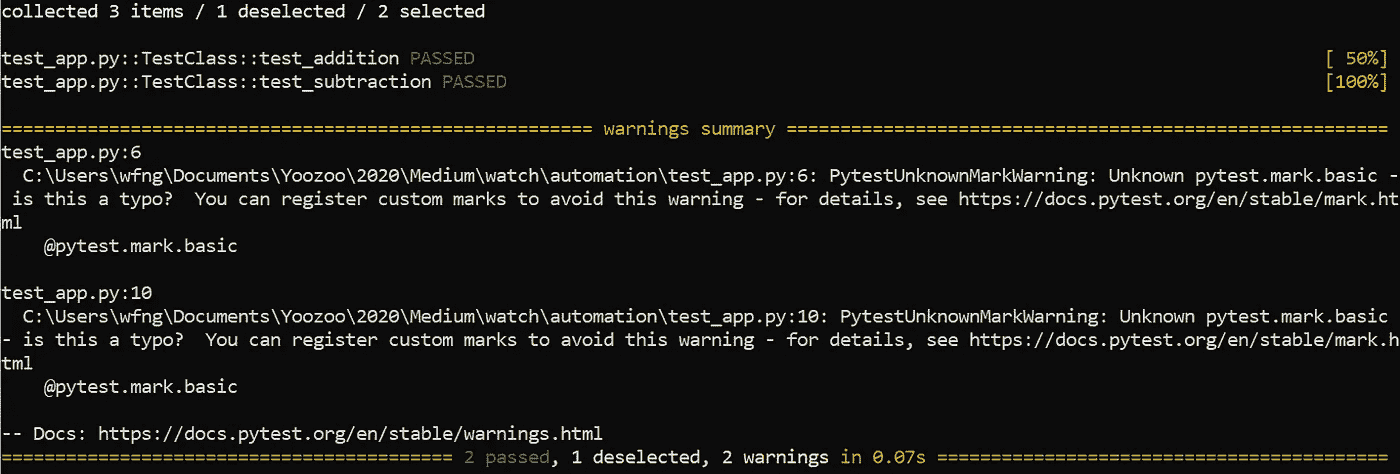 collected 3 items / 1 deselected / 2 selected
test_app.py::TestClass::test_addition PASSED [ 50%]
test_app.py::TestClass::test_subtraction PASSED [100%]
======================================================= warnings summary ========================================================
test_app.py:6
  C:\Users\wfng\Documents\Yoozoo\2020\Medium\watch\automation\test_app.py:6: PytestUnknownMarkWarning: Unknown pytest.mark.basic -
 is this a typo?  You can register custom marks to avoid this warning - for details, see https://docs.pytest.org/en/stable/mark.ht
ml
    @pytest.mark.basic
test_app.py:10
  C:\Users\wfng\Documents\Yoozoo\2020\Medium\watch\automation\test_app.py:10: PytestUnknownMarkWarning: Unknown pytest.mark.basic
- is this a typo?  You can register custom marks to avoid this warning - for details, see https://docs.pytest.org/en/stable/mark.h
tml
    @pytest.mark.basic
-- Docs: https://docs.pytest.org/en/stable/warnings.html
========================================== 2 passed, 1 deselected, 2 warnings in 0.07s ==========================================